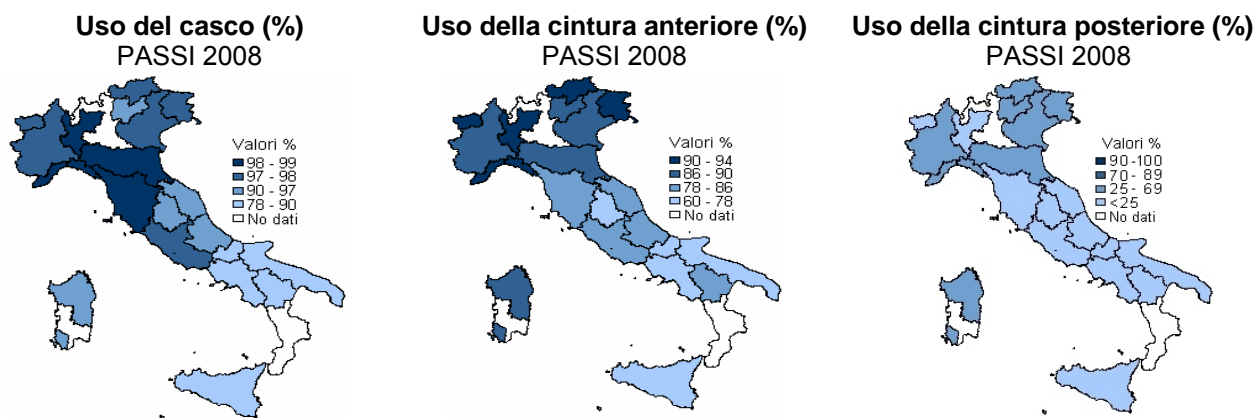 Uso del casco (%)
PASSI 2008
Valori %
98 - 99
97 - 98
90 - 97
78 - 90
No dati
Uso della cintura anteriore (%)
PASSI 2008
Valori %
90 - 94
86 - 90
78 - 86
60 - 78
No dati
Uso della cintura posteriore (%)
PASSI 2008
Valori %
90 -100
70 - 89
25 - 69
<25
No dati